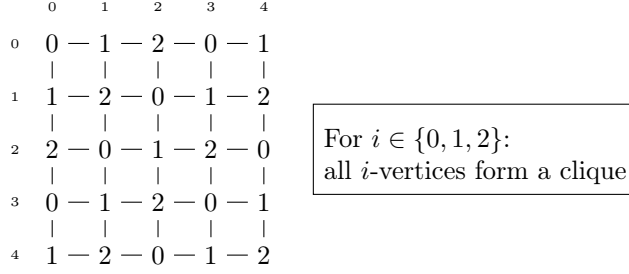 0 1 2 3 4
0 0 — 1 — 2 — 0 — 1
1 1 — 2 — 0 — 1 — 2
2 2 — 0 — 1 — 2 — 0
3 0 — 1 — 2 — 0 — 1
4 1 — 2 — 0 — 1 — 2
For i ∈ {0, 1, 2}:
all i-vertices form a clique